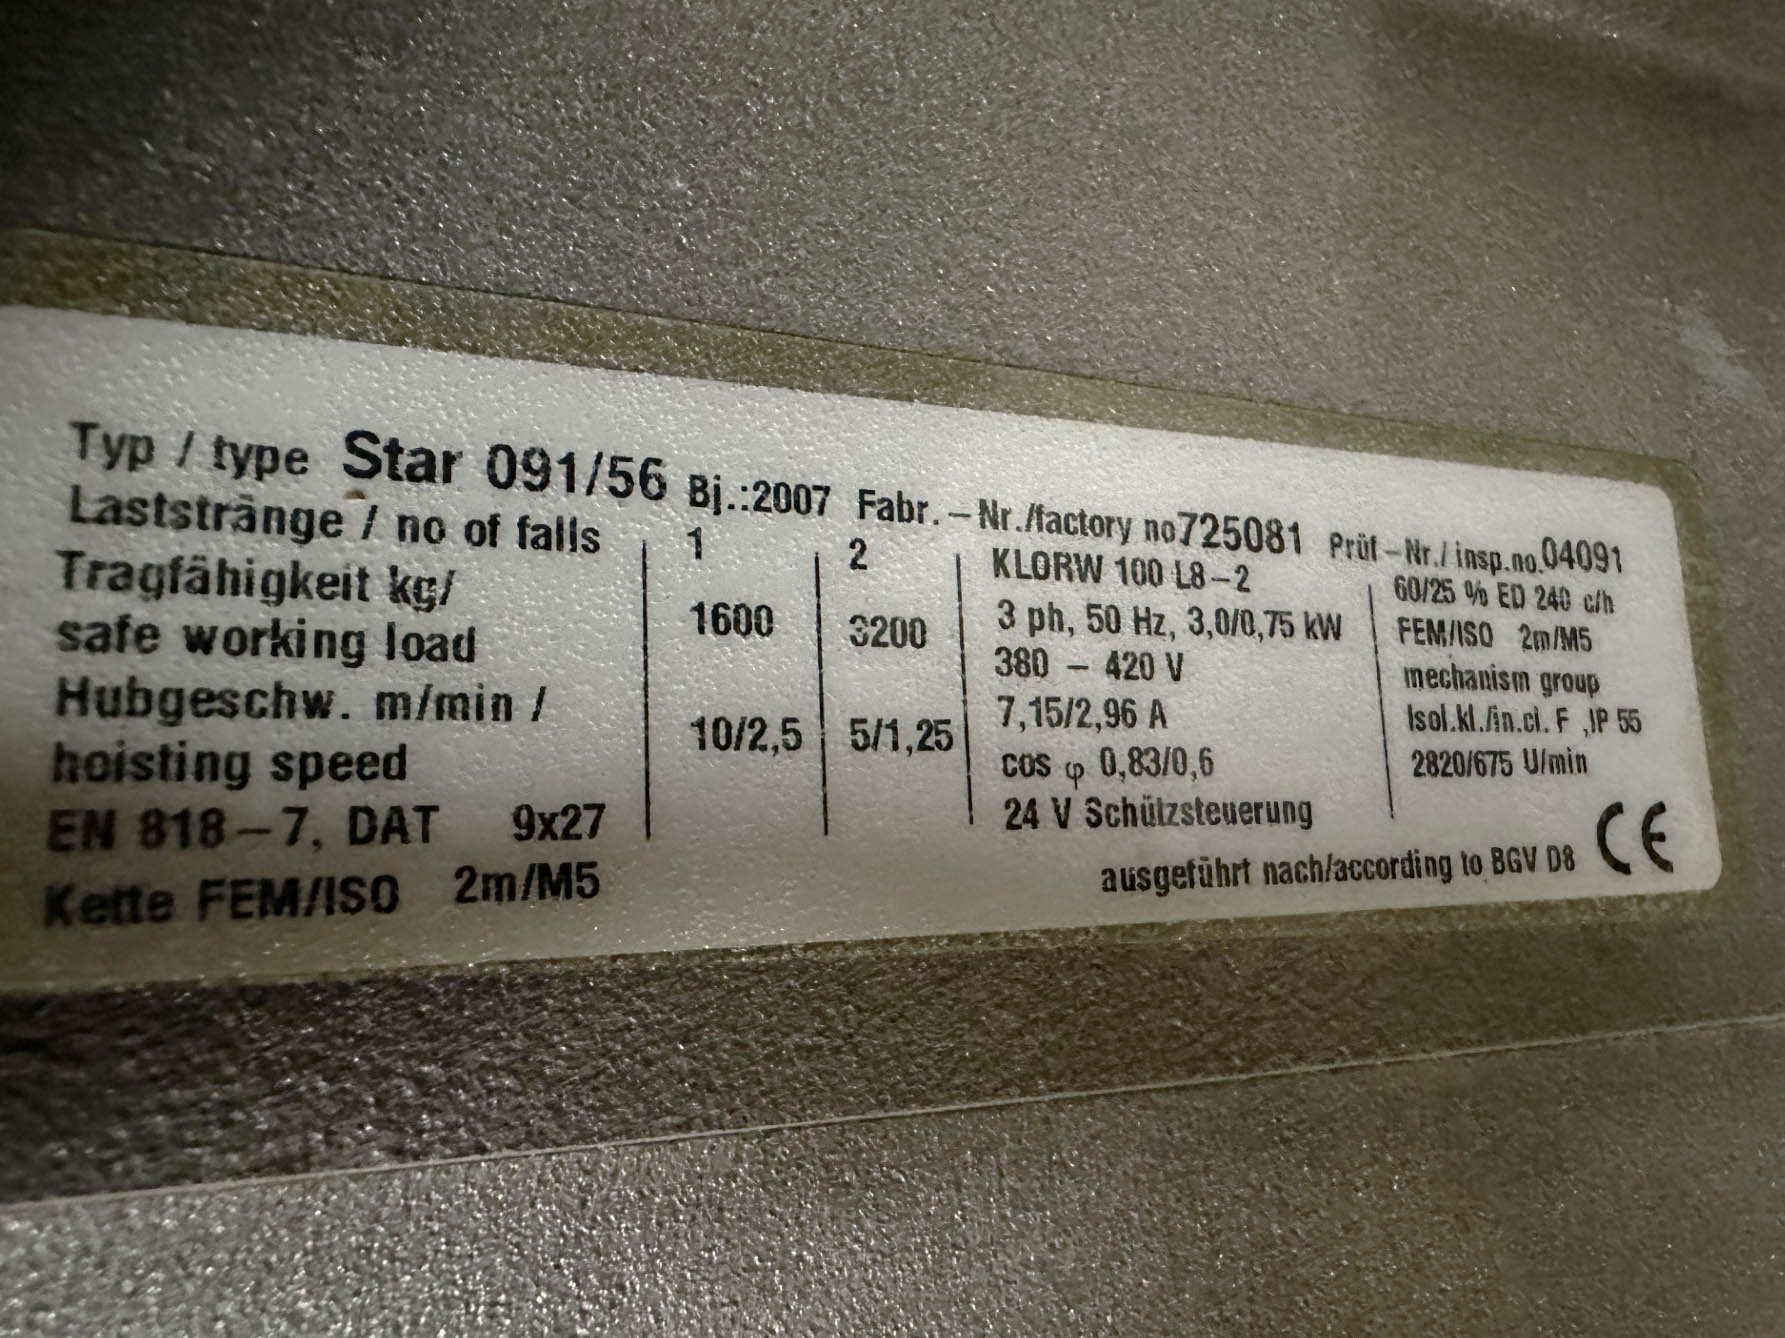 Typ / type Star 091/56 Bj.:2007 Fabr.-Nr./factory no 725081 Prüf-Nr./ insp.no. 04091
Laststränge / no of falls 1 2
Tragfähigkeit kg/
safe working load 1600 3200
Hubgeschw. m/min /
hoisting speed 10/2,5 5/1,25
EN 818-7, DAT 9x27
Kette FEM/ISO 2m/M5
KLORW 100 L8-2
3 ph, 50 Hz, 3,0/0,75 kW
380 - 420 V
7,15/2,96 A
cos φ 0,83/0,6
24 V Schützsteuerung
60/25 % ED 240 c/h
FEM/ISO 2m/M5
mechanism group
Isol.kl./in.cl. F ,IP 55
2820/675 U/min
ausgeführt nach/according to BGV D8 CE